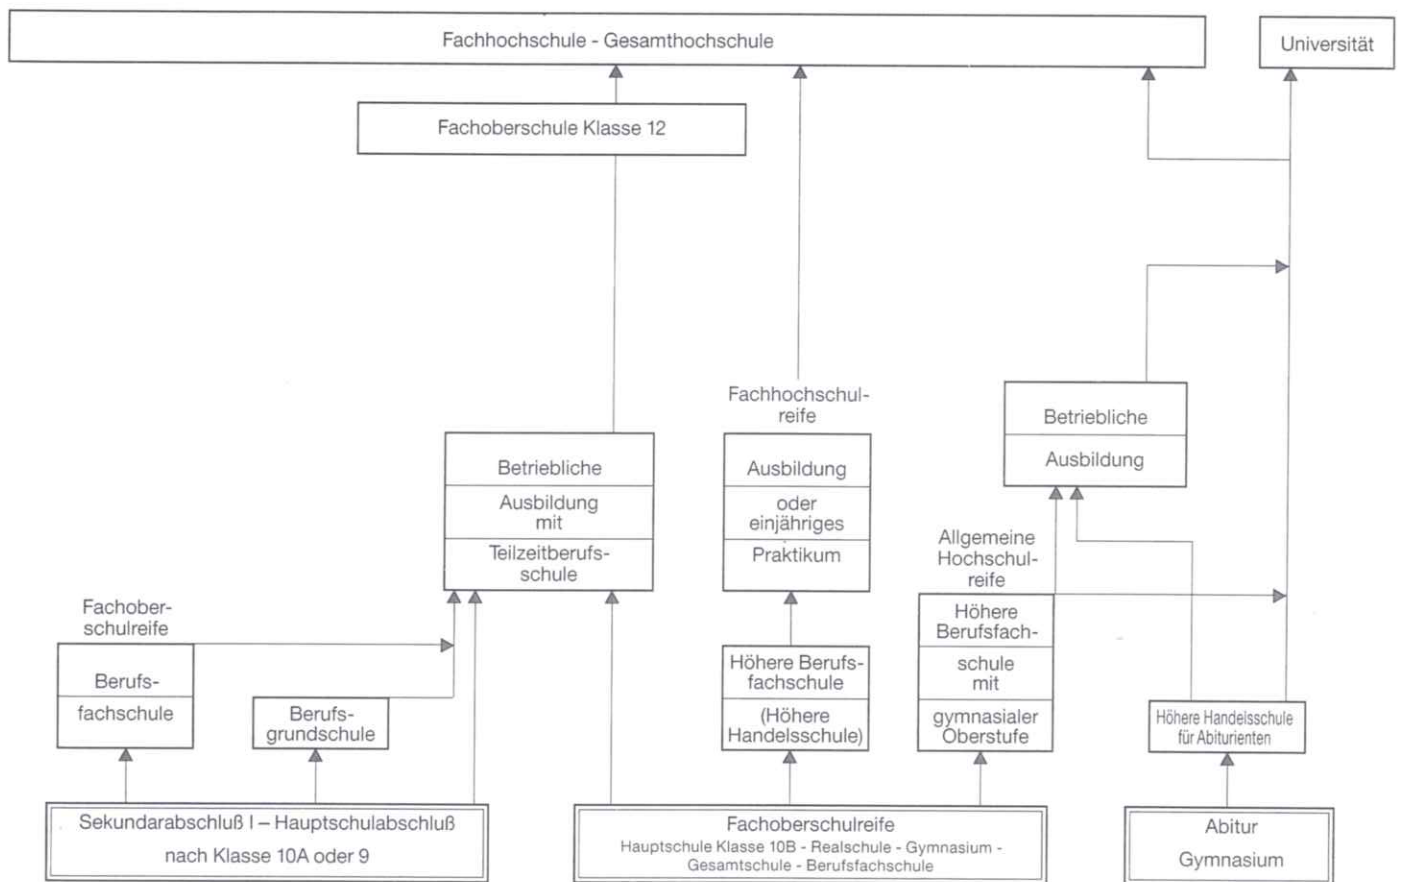 Fachhochschule - Gesamthochschule
Universität
Fachoberschule Klasse 12
Fachhochschul-
reife
Betriebliche
Ausbildung
mit
Teilzeitberufs-
schule
Ausbildung
oder
einjähriges
Praktikum
Betriebliche
Ausbildung
Allgemeine
Hochschul-
reife
Fachober-
schulreife
Berufs-
fachschule
Berufs-
grundschule
Höhere Berufs-
fachschule
(Höhere
Handelsschule)
Höhere
Berufsfach-
schule
mit
gymnasialer
Oberstufe
Höhere Handelsschule
für Abiturienten
Sekundarabschluß I – Hauptschulabschluß
nach Klasse 10A oder 9
Fachoberschulreife
Hauptschule Klasse 10B - Realschule - Gymnasium -
Gesamtschule - Berufsfachschule
Abitur
Gymnasium